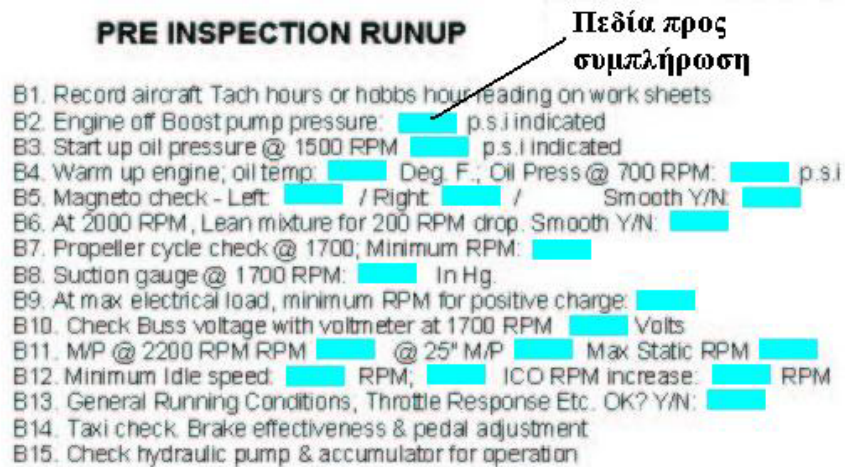 PRE INSPECTION RUNUP
Πεδία προς
συμπλήρωση
B1. Record aircraft Tach hours or hobbs hour reading on work sheets
B2. Engine off Boost pump pressure: p.s.i indicated
B3. Start up oil pressure @ 1500 RPM p.s.i indicated
B4. Warm up engine; oil temp: Deg. F.; Oil Press @ 700 RPM: p.s.i
B5. Magneto check - Left: / Right: / Smooth Y/N:
B6. At 2000 RPM, Lean mixture for 200 RPM drop. Smooth Y/N:
B7. Propeller cycle check @ 1700; Minimum RPM:
B8. Suction gauge @ 1700 RPM: In Hg.
B9. At max electrical load, minimum RPM for positive charge:
B10. Check Buss voltage with voltmeter at 1700 RPM Volts
B11. M/P @ 2200 RPM RPM @ 25" M/P Max Static RPM
B12. Minimum Idle speed: RPM; ICO RPM increase: RPM
B13. General Running Conditions, Throttle Response Etc. OK? Y/N:
B14. Taxi check. Brake effectiveness & pedal adjustment
B15. Check hydraulic pump & accumulator for operation